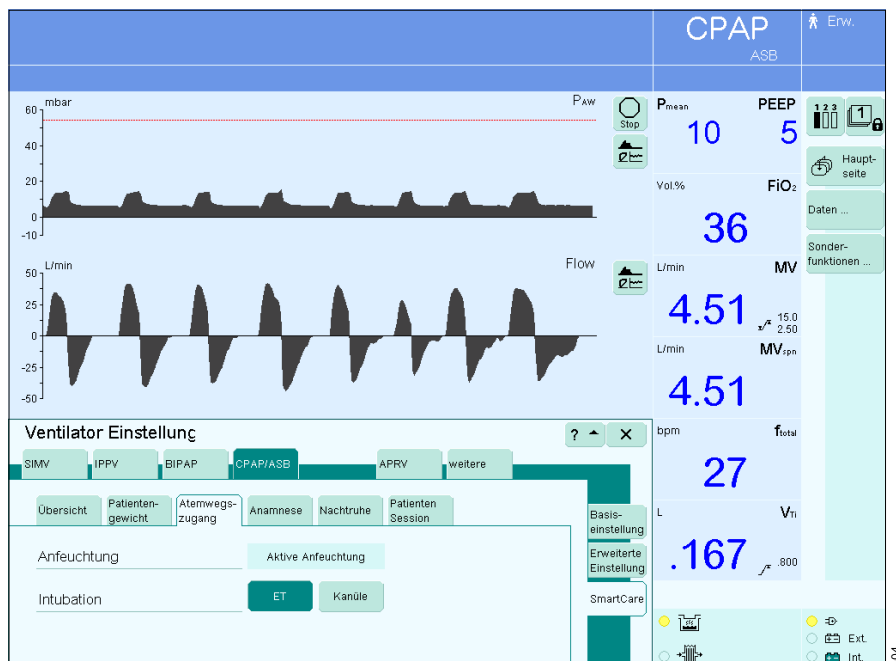 CPAP
ASB
Erw.
mbar
PAW
60
40
20
0
-10
Stop
L/min
Flow
50
25
0
-25
-50
Pmean
PEEP
10
5
Vol.%
FiO2
36
L/min
MV
4.51
15.0
2.50
L/min
MVspn
4.51
bpm
ftotal
27
L
VTi
.167
.800
1 2 3
1
Haupt-
seite
Daten ...
Sonder-
funktionen ...
Ventilator Einstellung
?
SIMV
IPPV
BIPAP
CPAP/ASB
APRV
weitere
Übersicht
Patienten-
gewicht
Atemwegs-
zugang
Anamnese
Nachtruhe
Patienten
Session
Anfeuchtung
Aktive Anfeuchtung
Intubation
ET
Kanüle
Basis-
einstellung
Erweiterte
Einstellung
SmartCare
Ext.
Int.